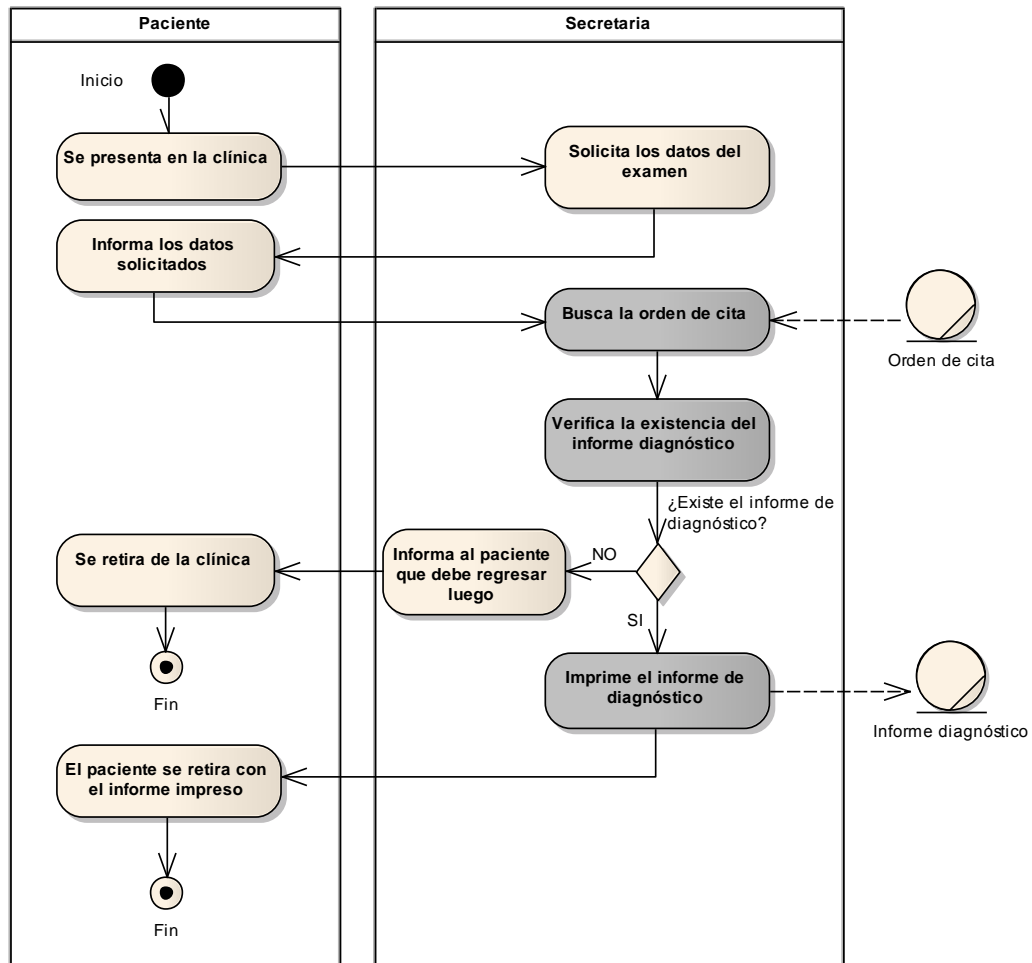 Paciente
Secretaria
Inicio
Se presenta en la clínica
Solicita los datos del
examen
Informa los datos
solicitados
Busca la orden de cita
Orden de cita
Verifica la existencia del
informe diagnóstico
¿Existe el informe de
diagnóstico?
Se retira de la clínica
Informa al paciente
que debe regresar
luego
NO
SI
Fin
Imprime el informe de
diagnóstico
Informe diagnóstico
El paciente se retira con
el informe impreso
Fin